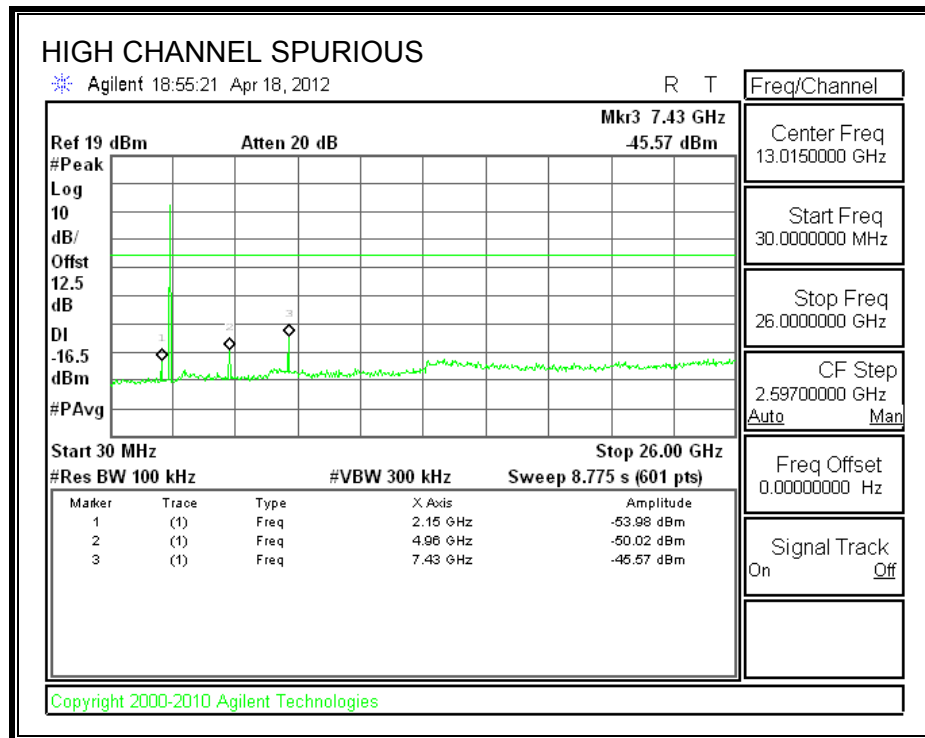 HIGH CHANNEL SPURIOUS
Agilent 18:55:21 Apr 18, 2012 R T
Freq/Channel
Mkr3 7.43 GHz
Ref 19 dBm Atten 20 dB -45.57 dBm
#Peak
Log
10
dB/
Offst
12.5
dB
DI
-16.5
dBm
#PAvg
1
2
3
Start 30 MHz Stop 26.00 GHz
#Res BW 100 kHz #VBW 300 kHz Sweep 8.775 s (601 pts)
Marker Trace Type X Axis Amplitude
1 (1) Freq 2.15 GHz -53.98 dBm
2 (1) Freq 4.96 GHz -50.02 dBm
3 (1) Freq 7.43 GHz -45.57 dBm
Center Freq
13.0150000 GHz
Start Freq
30.0000000 MHz
Stop Freq
26.0000000 GHz
CF Step
2.59700000 GHz
Auto Man
Freq Offset
0.00000000 Hz
Signal Track
On Off
Copyright 2000-2010 Agilent Technologies